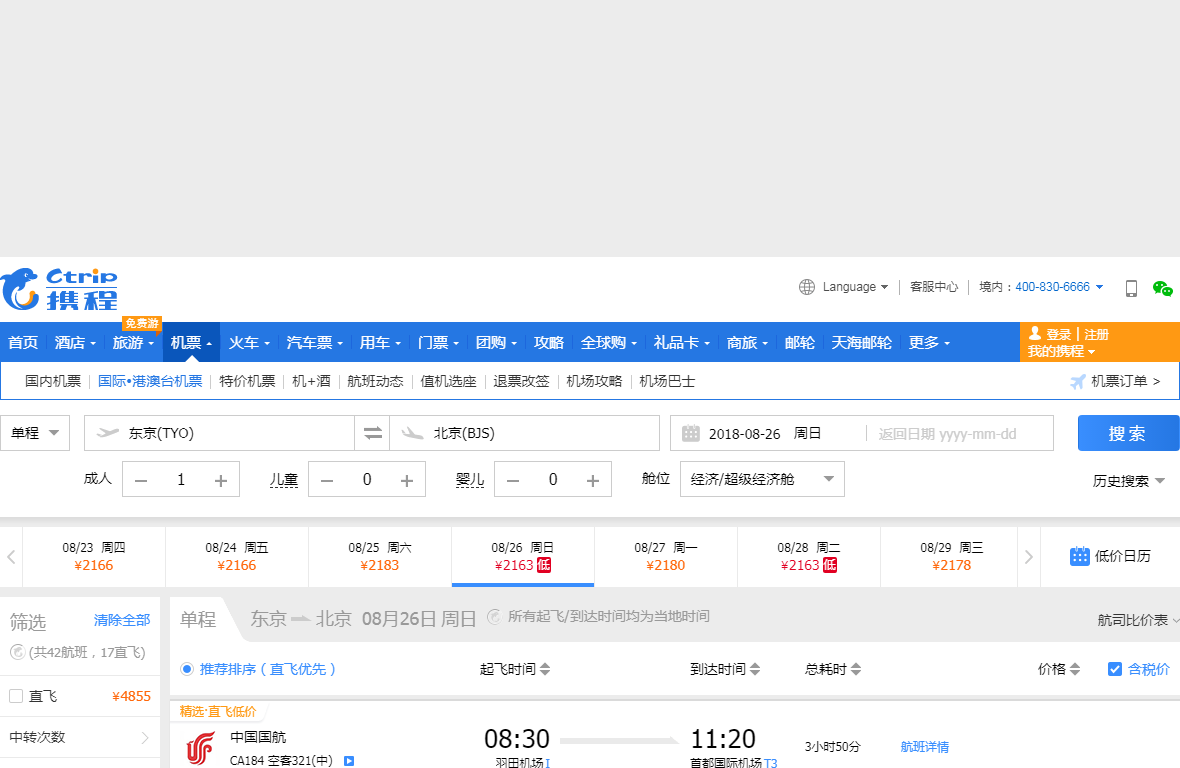 Ctrip
携程
Language
客服中心
境内：400-830-6666
免费游
首页 酒店 旅游 机票 火车 汽车票 用车 门票 团购 攻略 全球购 礼品卡 商旅 邮轮 天海邮轮 更多
登录 | 注册
我的携程
国内机票 国际•港澳台机票 特价机票 机+酒 航班动态 值机选座 退票改签 机场攻略 机场巴士 机票订单 >
单程 东京(TYO) 北京(BJS) 2018-08-26 周日 返回日期 yyyy-mm-dd 搜索
成人 1 儿童 0 婴儿 0 舱位 经济/超级经济舱 历史搜索
08/23 周四 08/24 周五 08/25 周六 08/26 周日 08/27 周一 08/28 周二 08/29 周三 低价日历
¥2166 ¥2166 ¥2183 ¥2163 低 ¥2180 ¥2163 低 ¥2178
筛选 清除全部
(共42航班，17直飞)
直飞 ¥4855
中转次数
单程 东京 北京 08月26日 周日 所有起飞/到达时间均为当地时间 航司比价表
推荐排序（直飞优先） 起飞时间 到达时间 总耗时 价格 含税价
精选·直飞低价
中国国航 08:30 11:20 3小时50分 航班详情
CA184 空客321(中) 羽田机场I 首都国际机场T3